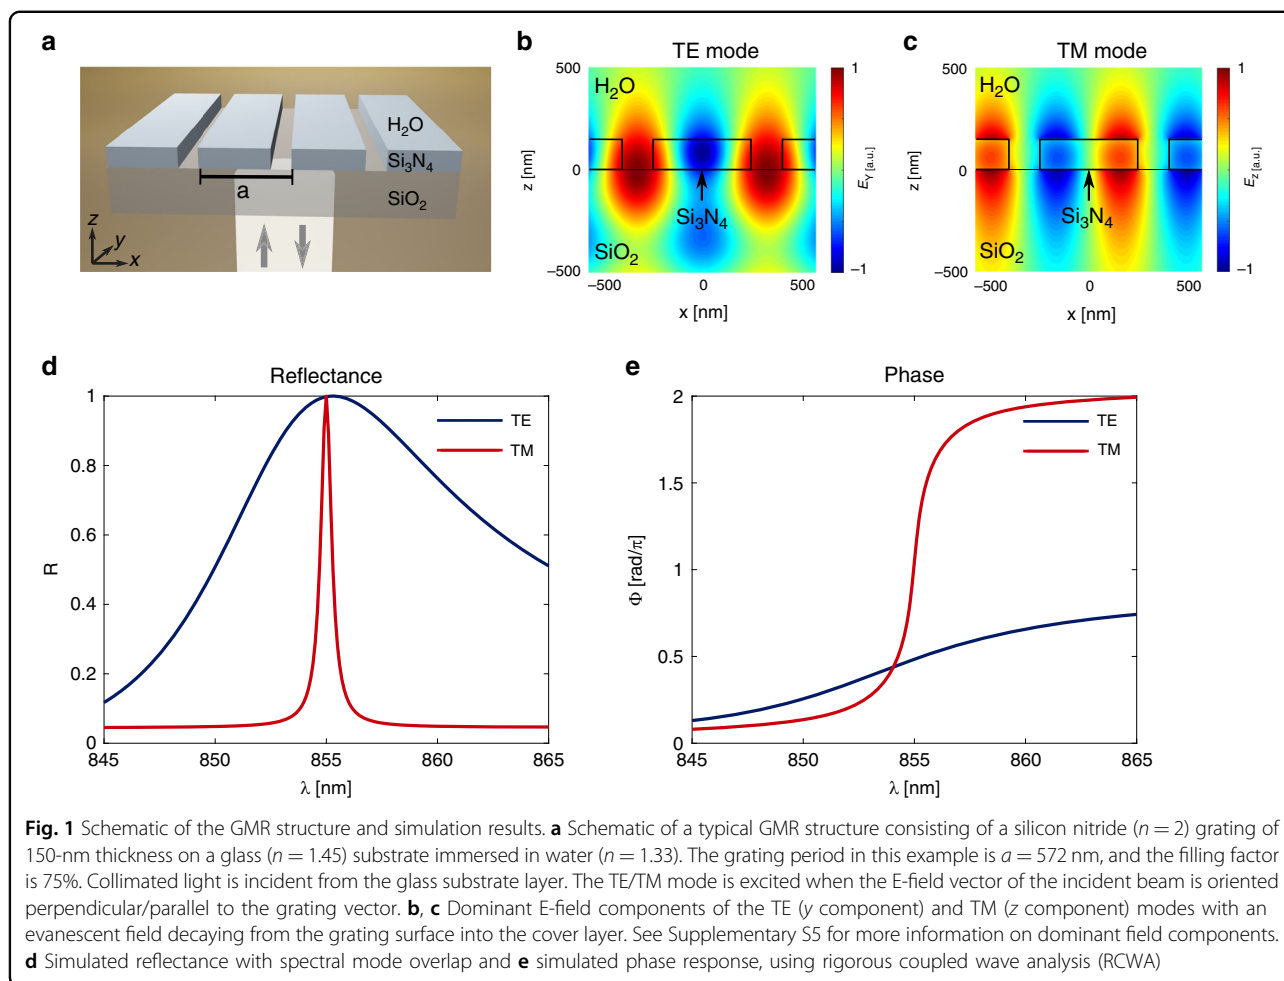 a
H₂O
Si₃N₄
a
SiO₂
z
y
x
b
TE mode
500
H₂O
z [nm]
0
Si₃N₄
SiO₂
−500
−500
0
500
x [nm]
1
E_Y [a.u.]
−1
c
TM mode
500
H₂O
z [nm]
0
Si₃N₄
SiO₂
−500
−500
0
500
x [nm]
1
E_Z [a.u.]
−1
d
Reflectance
1
0.8
0.6
0.4
0.2
0
R
TE
TM
845
850
855
860
865
λ [nm]
e
Phase
2
1.5
1
0.5
0
Φ [rad/π]
TE
TM
845
850
855
860
865
λ [nm]
Fig. 1 Schematic of the GMR structure and simulation results. a Schematic of a typical GMR structure consisting of a silicon nitride (n = 2) grating of
150-nm thickness on a glass (n = 1.45) substrate immersed in water (n = 1.33). The grating period in this example is a = 572 nm, and the filling factor
is 75%. Collimated light is incident from the glass substrate layer. The TE/TM mode is excited when the E-field vector of the incident beam is oriented
perpendicular/parallel to the grating vector. b, c Dominant E-field components of the TE (y component) and TM (z component) modes with an
evanescent field decaying from the grating surface into the cover layer. See Supplementary S5 for more information on dominant field components.
d Simulated reflectance with spectral mode overlap and e simulated phase response, using rigorous coupled wave analysis (RCWA)